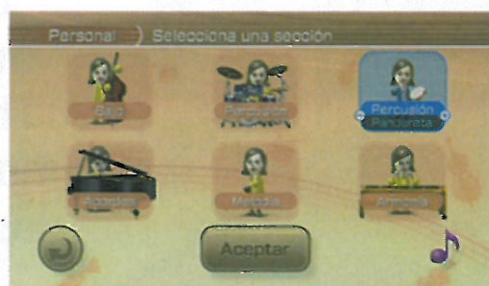 Personal ) Selecciona una sección
Bajo
Percusión
Percusión
Pandereta
Acordes
Melodía
Armonía
Aceptar